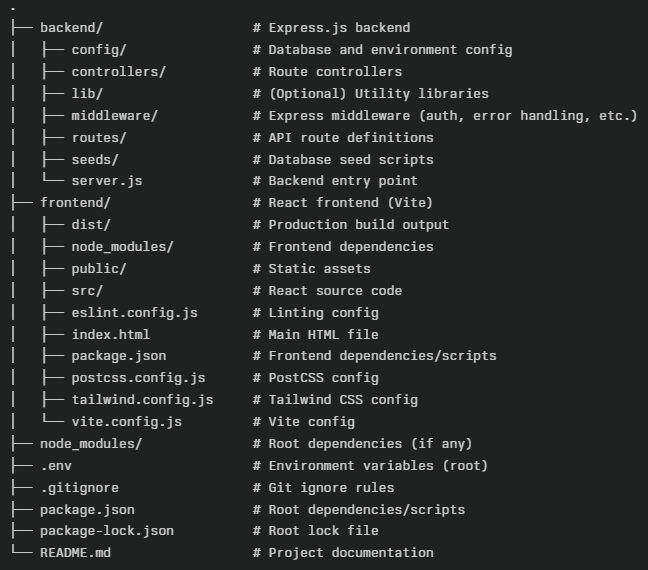 .
├── backend/                   # Express.js backend
│   ├── config/                # Database and environment config
│   ├── controllers/           # Route controllers
│   ├── lib/                   # (Optional) Utility libraries
│   ├── middleware/            # Express middleware (auth, error handling, etc.)
│   ├── routes/                # API route definitions
│   ├── seeds/                 # Database seed scripts
│   └── server.js              # Backend entry point
├── frontend/                  # React frontend (Vite)
│   ├── dist/                  # Production build output
│   ├── node_modules/          # Frontend dependencies
│   ├── public/                # Static assets
│   ├── src/                   # React source code
│   ├── eslint.config.js       # Linting config
│   ├── index.html             # Main HTML file
│   ├── package.json           # Frontend dependencies/scripts
│   ├── postcss.config.js      # PostCSS config
│   ├── tailwind.config.js     # Tailwind CSS config
│   └── vite.config.js         # Vite config
├── node_modules/              # Root dependencies (if any)
├── .env                       # Environment variables (root)
├── .gitignore                 # Git ignore rules
├── package.json               # Root dependencies/scripts
├── package-lock.json          # Root lock file
└── README.md                  # Project documentation